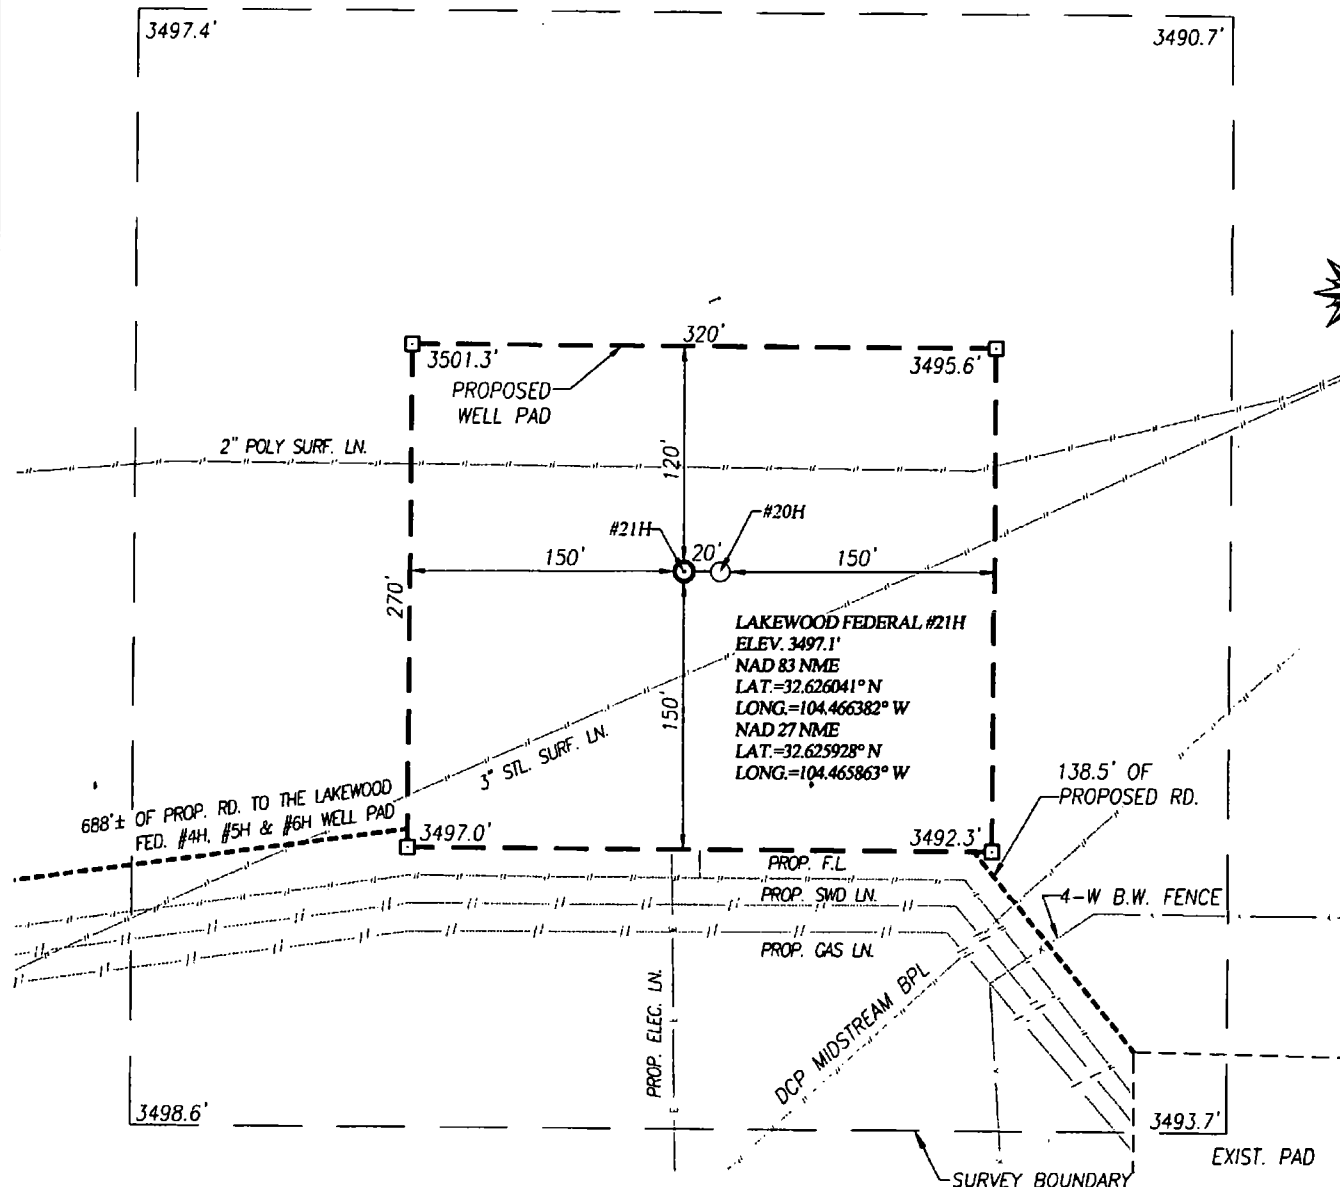 3497.4'
3490.7'
320'
3501.3'
3495.6'
PROPOSED
WELL PAD
2" POLY SURF. LN.
120'
#21H
#20H
150'
20'
150'
270'
LAKEWOOD FEDERAL #21H
ELEV. 3497.1'
NAD 83 NME
LAT.=32.626041° N
LONG.=104.466382° W
NAD 27 NME
LAT.=32.625928° N
LONG.=104.465863° W
150'
3" STL. SURF. LN.
138.5' OF
PROPOSED RD.
688'± OF PROP. RD. TO THE LAKEWOOD
FED. #4H, #5H & #6H WELL PAD
3497.0'
3492.3'
PROP. F.L.
PROP. SWD LN.
4-W B.W. FENCE
PROP. GAS LN.
PROP. ELEC. LN.
E
E
E
DCP MIDSTREAM BPL
3498.6'
3493.7'
EXIST. PAD
SURVEY BOUNDARY